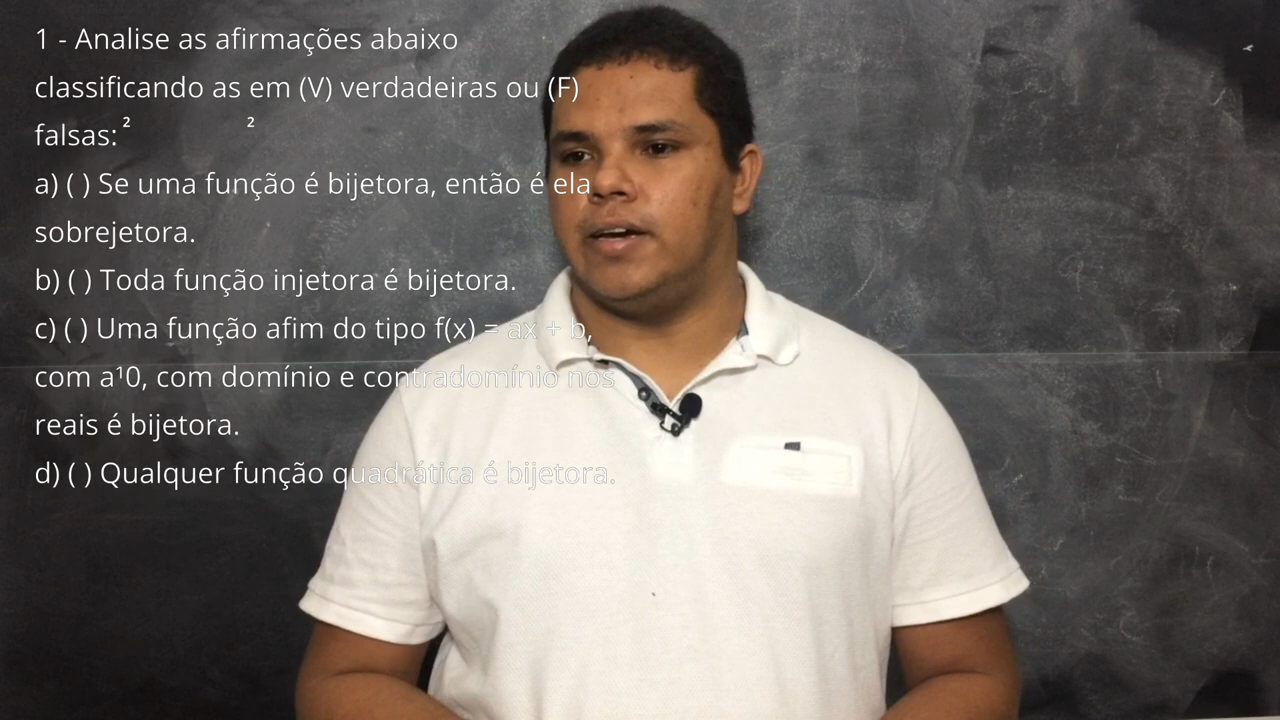 1 - Analise as afirmações abaixo
classificando as em (V) verdadeiras ou (F)
falsas: ² ²
a) ( ) Se uma função é bijetora, então é ela
sobrejetora.
b) ( ) Toda função injetora é bijetora.
c) ( ) Uma função afim do tipo f(x) = ax + b,
com a¹0, com domínio e contradomínio nos
reais é bijetora.
d) ( ) Qualquer função quadrática é bijetora.